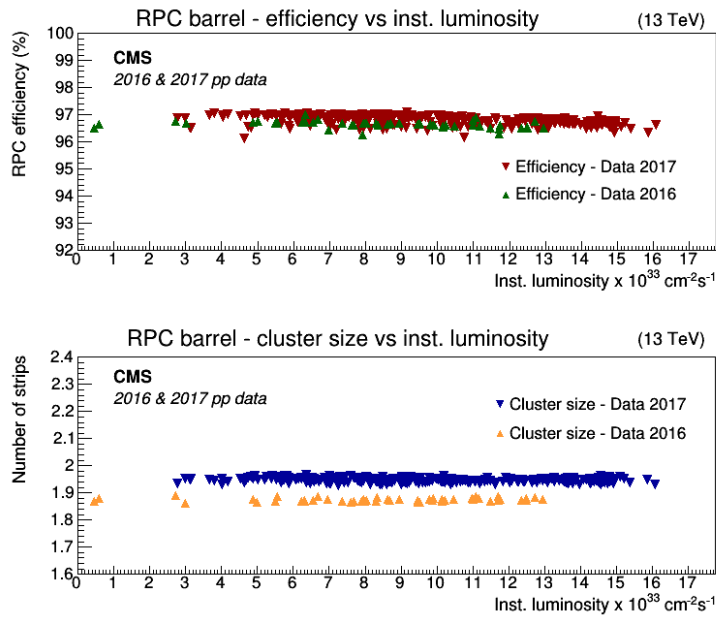 RPC barrel - efficiency vs inst. luminosity (13 TeV)
RPC efficiency (%)
100
99
98
97
96
95
94
93
92
CMS
2016 & 2017 pp data
Efficiency - Data 2017
Efficiency - Data 2016
0 1 2 3 4 5 6 7 8 9 10 11 12 13 14 15 16 17
Inst. luminosity x 10³³ cm⁻²s⁻¹
RPC barrel - cluster size vs inst. luminosity (13 TeV)
Number of strips
2.4
2.3
2.2
2.1
2
1.9
1.8
1.7
1.6
CMS
2016 & 2017 pp data
Cluster size - Data 2017
Cluster size - Data 2016
0 1 2 3 4 5 6 7 8 9 10 11 12 13 14 15 16 17
Inst. luminosity x 10³³ cm⁻²s⁻¹